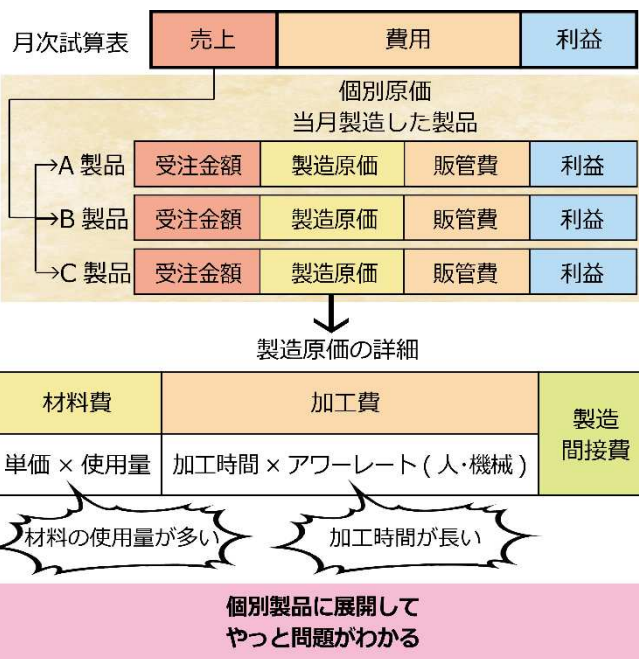 月次試算表 売上 費用 利益
個別原価
当月製造した製品
A 製品 受注金額 製造原価 販管費 利益
B 製品 受注金額 製造原価 販管費 利益
C 製品 受注金額 製造原価 販管費 利益
製造原価の詳細
材料費 加工費 製造
間接費
単価 × 使用量 加工時間 × アワーレート ( 人・機械 )
材料の使用量が多い 加工時間が長い
個別製品に展開して
やっと問題がわかる